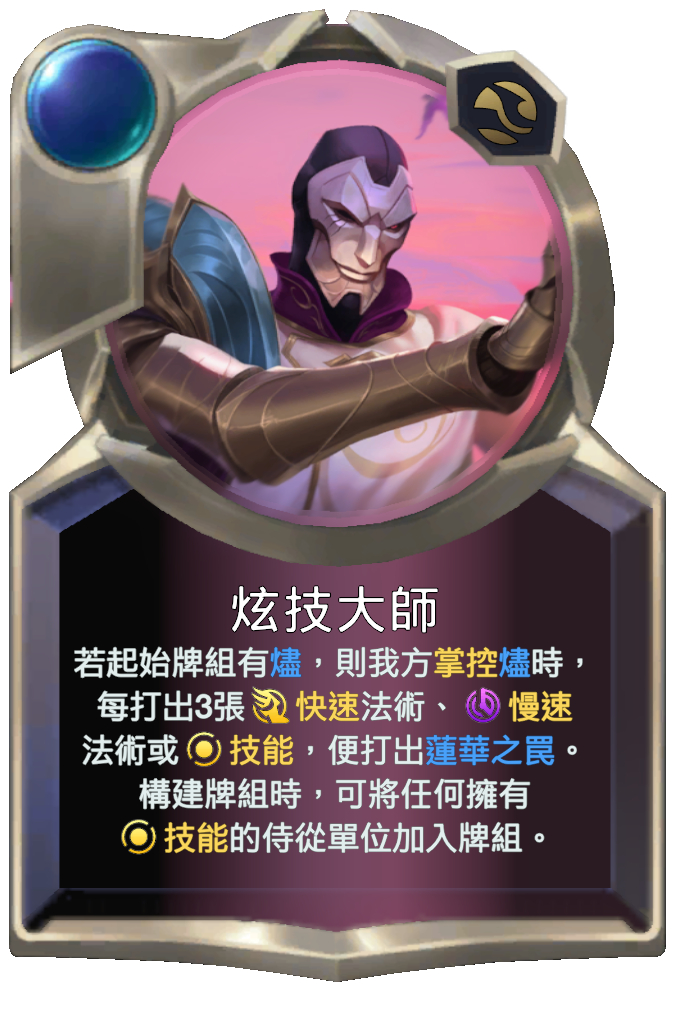 炫技大師
若起始牌組有燼，則我方掌控燼時，
每打出3張 快速法術、 慢速
法術或 技能，便打出蓮華之罠。
構建牌組時，可將任何擁有
技能的侍從單位加入牌組。